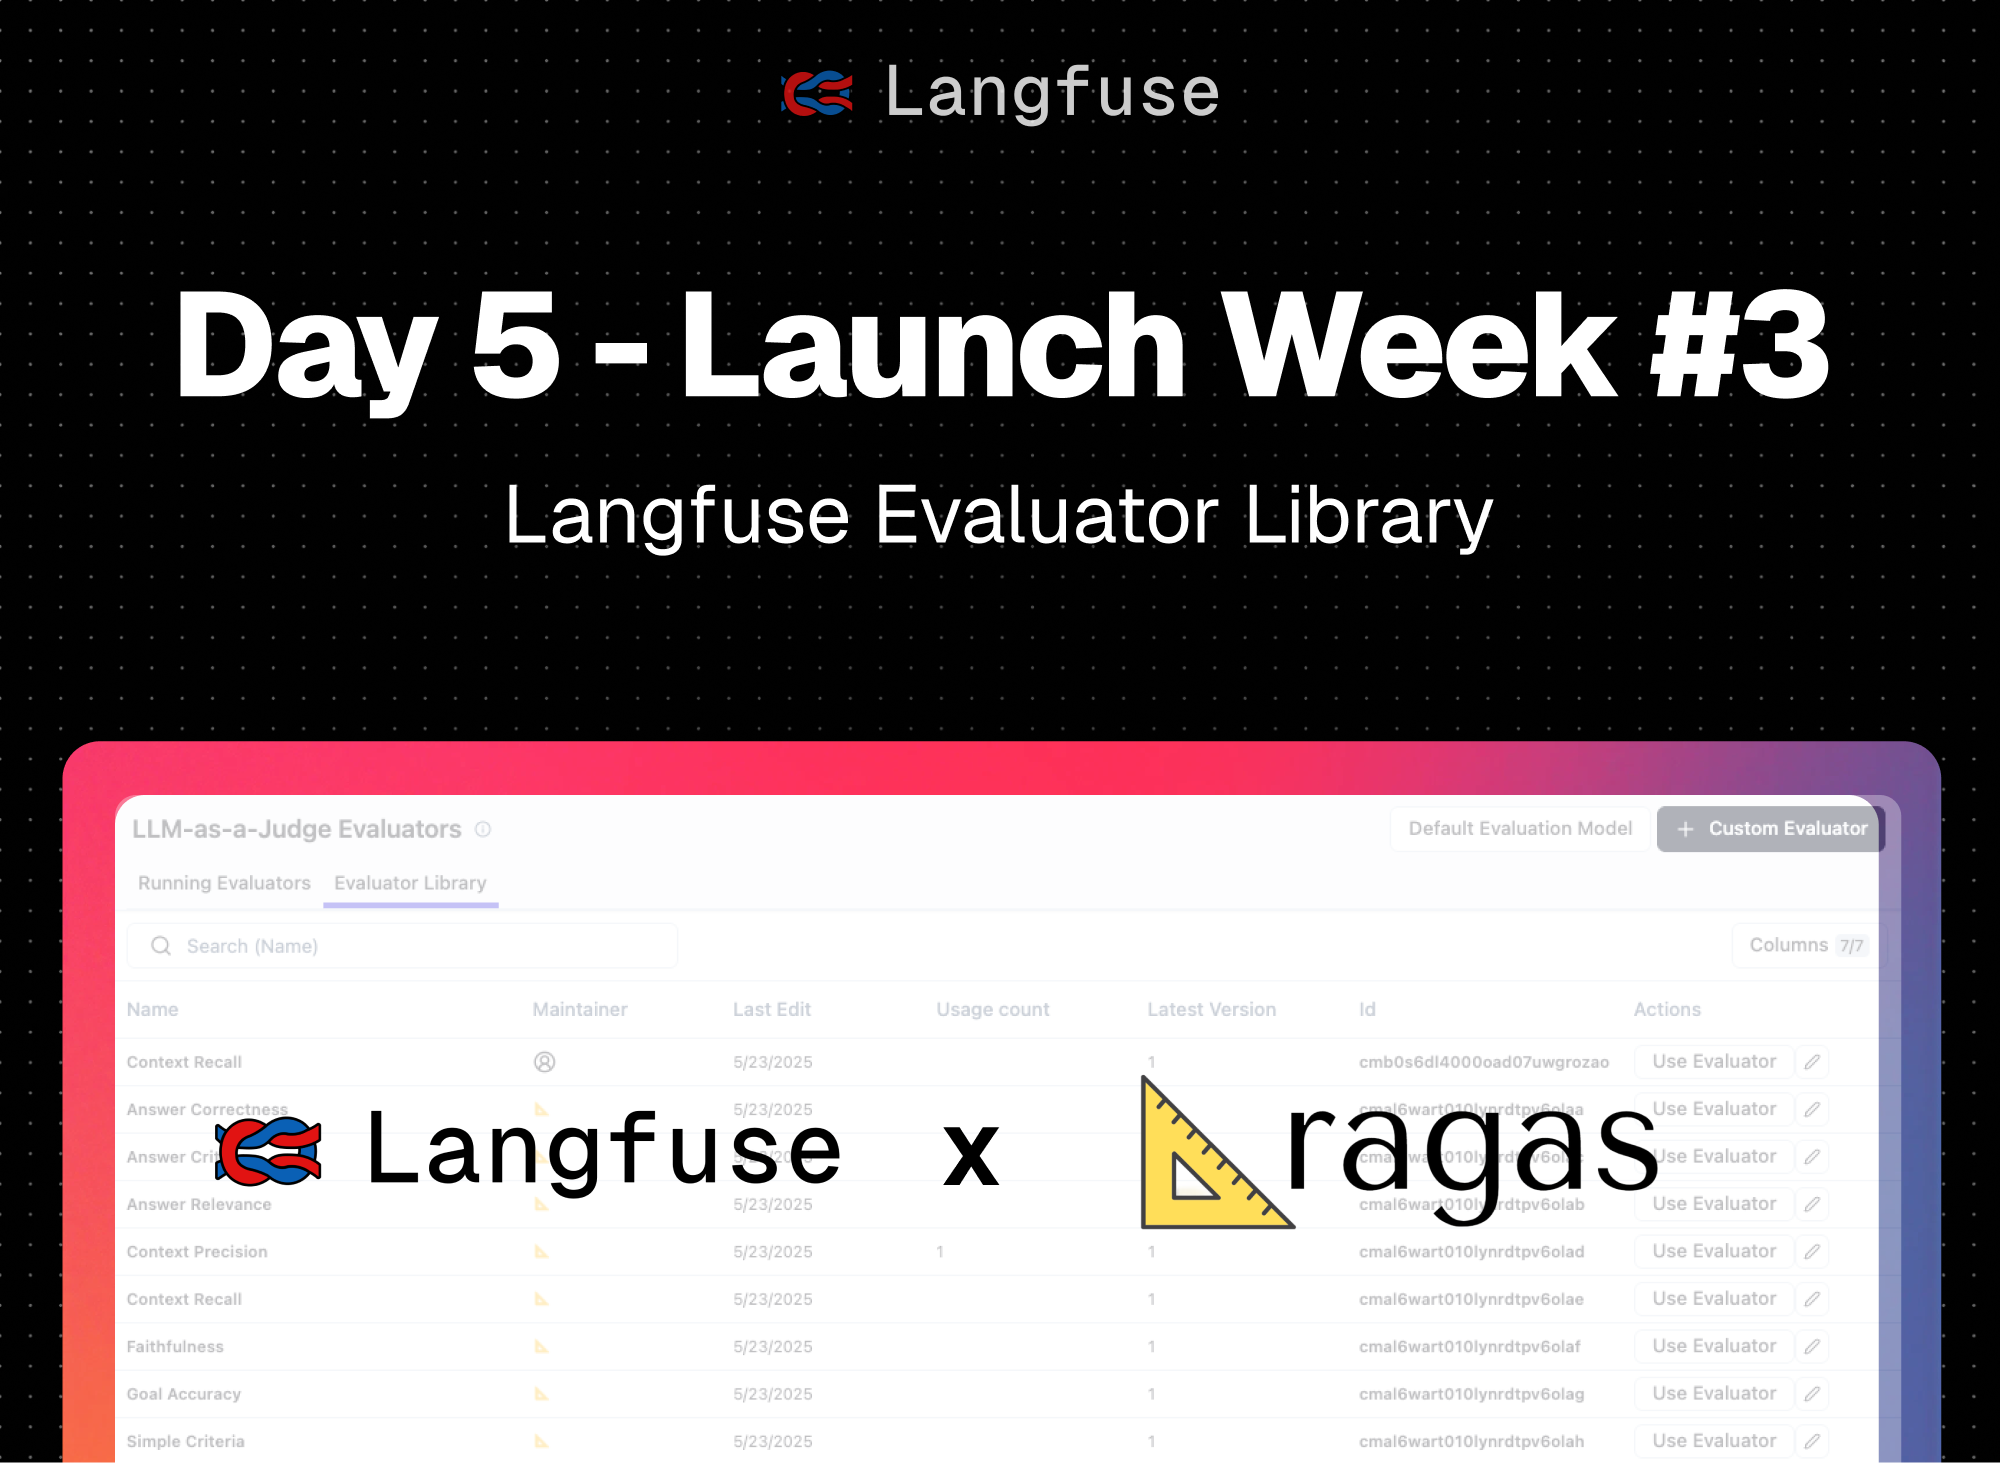 Langfuse
Day 5 - Launch Week #3
Langfuse Evaluator Library
LLM-as-a-Judge Evaluators
Default Evaluation Model
+ Custom Evaluator
Running Evaluators Evaluator Library
Search (Name)
Columns 7/7
Name Maintainer Last Edit Usage count Latest Version Id Actions
Context Recall 5/23/2025 1 cmb0s6dl4000oad07uwgrozao Use Evaluator
Answer Correctness 5/23/2025 Use Evaluator
Langfuse x ragas
Answer Use Evaluator
Answer Relevance 5/23/2025 Use Evaluator
Context Precision 5/23/2025 1 1 cmal6wart010lynrdtpv6olad Use Evaluator
Context Recall 5/23/2025 1 cmal6wart010lynrdtpv6olae Use Evaluator
Faithfulness 5/23/2025 1 cmal6wart010lynrdtpv6olaf Use Evaluator
Goal Accuracy 5/23/2025 1 cmal6wart010lynrdtpv6olag Use Evaluator
Simple Criteria 5/23/2025 1 cmal6wart010lynrdtpv6olah Use Evaluator